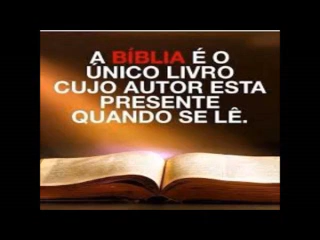 A BÍBLIA É O
ÚNICO LIVRO
CUJO AUTOR ESTA
PRESENTE
QUANDO SE LÊ.